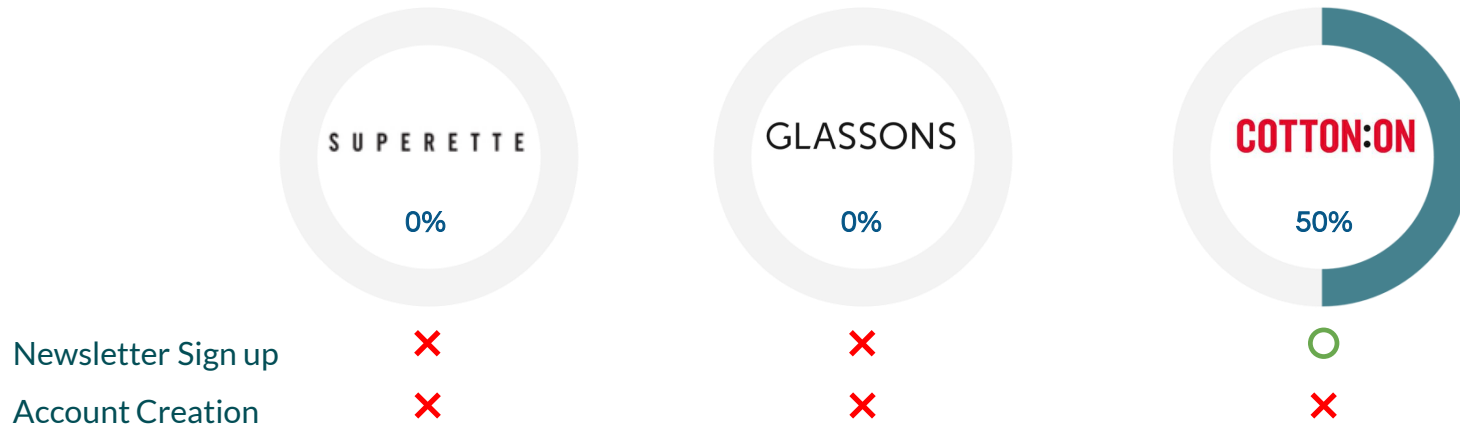 SUPERETTE
0%
GLASSONS
0%
COTTON:ON
50%
Newsletter Sign up
Account Creation